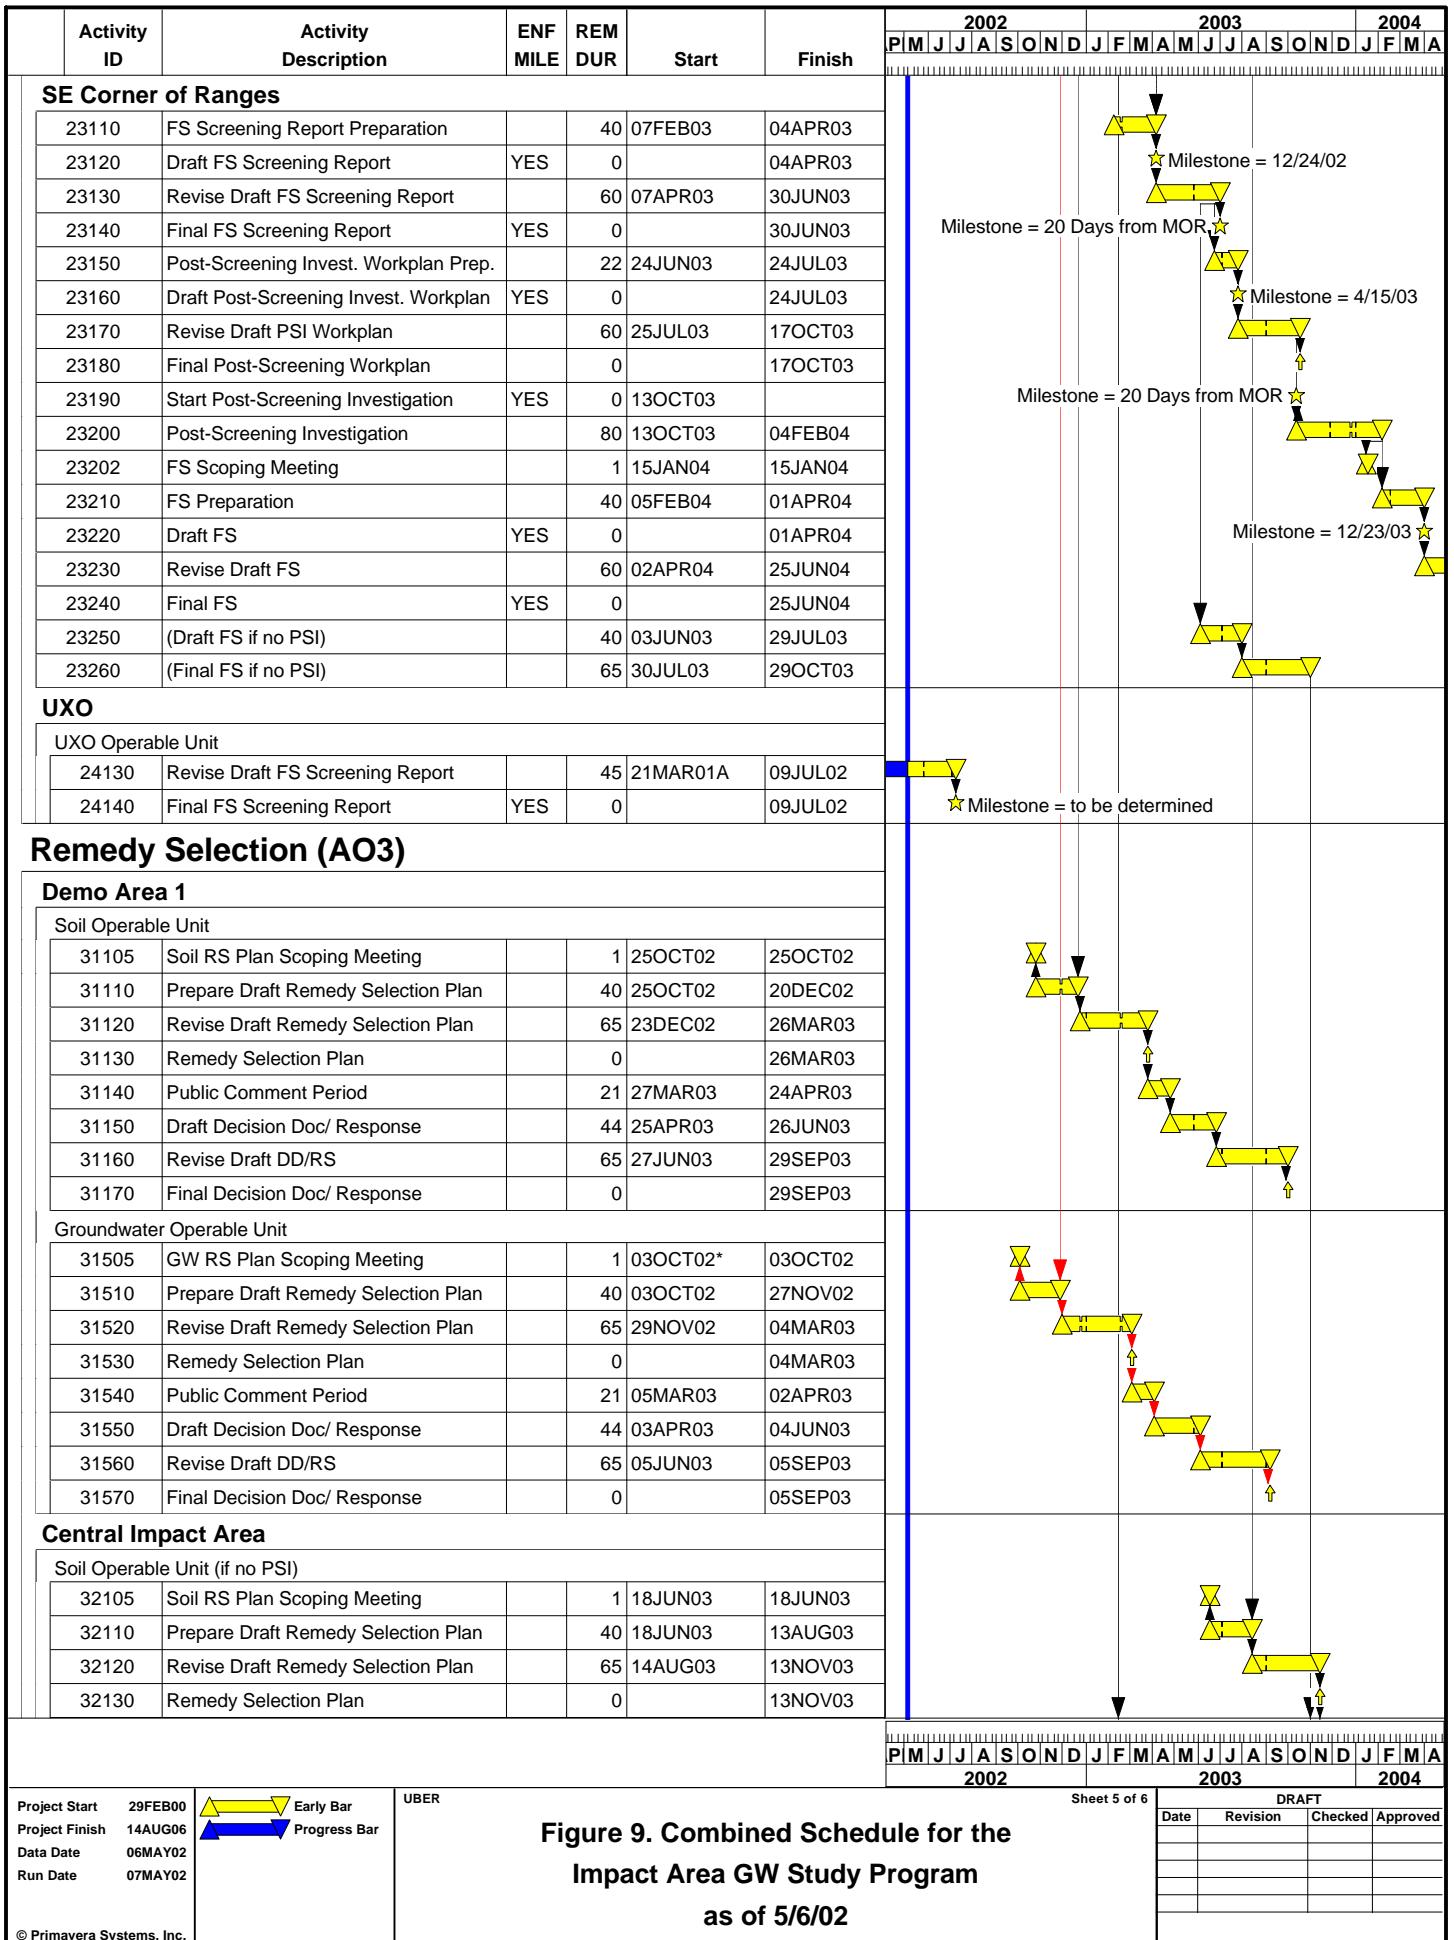 2002 2003 2004
Activity Activity ENF REM
P M J J A S O N D J F M A M J J A S O N D J F M A
ID Description MILE DUR Start Finish
SE Corner of Ranges
23110 FS Screening Report Preparation 40 07FEB03 04APR03
23120 Draft FS Screening Report YES 0 04APR03 Milestone = 12/24/02
23130 Revise Draft FS Screening Report 60 07APR03 30JUN03
23140 Final FS Screening Report YES 0 30JUN03 Milestone = 20 Days from MOR
23150 Post-Screening Invest. Workplan Prep. 22 24JUN03 24JUL03
23160 Draft Post-Screening Invest. Workplan YES 0 24JUL03 Milestone = 4/15/03
23170 Revise Draft PSI Workplan 60 25JUL03 17OCT03
23180 Final Post-Screening Workplan 0 17OCT03
23190 Start Post-Screening Investigation YES 0 13OCT03 Milestone = 20 Days from MOR
23200 Post-Screening Investigation 80 13OCT03 04FEB04
23202 FS Scoping Meeting 1 15JAN04 15JAN04
23210 FS Preparation 40 05FEB04 01APR04
23220 Draft FS YES 0 01APR04 Milestone = 12/23/03
23230 Revise Draft FS 60 02APR04 25JUN04
23240 Final FS YES 0 25JUN04
23250 (Draft FS if no PSI) 40 03JUN03 29JUL03
23260 (Final FS if no PSI) 65 30JUL03 29OCT03
UXO
UXO Operable Unit
24130 Revise Draft FS Screening Report 45 21MAR01A 09JUL02
24140 Final FS Screening Report YES 0 09JUL02 Milestone = to be determined
Remedy Selection (AO3)
Demo Area 1
Soil Operable Unit
31105 Soil RS Plan Scoping Meeting 1 25OCT02 25OCT02
31110 Prepare Draft Remedy Selection Plan 40 25OCT02 20DEC02
31120 Revise Draft Remedy Selection Plan 65 23DEC02 26MAR03
31130 Remedy Selection Plan 0 26MAR03
31140 Public Comment Period 21 27MAR03 24APR03
31150 Draft Decision Doc/ Response 44 25APR03 26JUN03
31160 Revise Draft DD/RS 65 27JUN03 29SEP03
31170 Final Decision Doc/ Response 0 29SEP03
Groundwater Operable Unit
31505 GW RS Plan Scoping Meeting 1 03OCT02* 03OCT02
31510 Prepare Draft Remedy Selection Plan 40 03OCT02 27NOV02
31520 Revise Draft Remedy Selection Plan 65 29NOV02 04MAR03
31530 Remedy Selection Plan 0 04MAR03
31540 Public Comment Period 21 05MAR03 02APR03
31550 Draft Decision Doc/ Response 44 03APR03 04JUN03
31560 Revise Draft DD/RS 65 05JUN03 05SEP03
31570 Final Decision Doc/ Response 0 05SEP03
Central Impact Area
Soil Operable Unit (if no PSI)
32105 Soil RS Plan Scoping Meeting 1 18JUN03 18JUN03
32110 Prepare Draft Remedy Selection Plan 40 18JUN03 13AUG03
32120 Revise Draft Remedy Selection Plan 65 14AUG03 13NOV03
32130 Remedy Selection Plan 0 13NOV03
P M J J A S O N D J F M A M J J A S O N D J F M A
2002 2003 2004
Project Start 29FEB00
Project Finish 14AUG06
Data Date 06MAY02
Run Date 07MAY02
© Primavera Systems, Inc.
Early Bar
Progress Bar
UBER
Sheet 5 of 6
Figure 9. Combined Schedule for the
Impact Area GW Study Program
as of 5/6/02
DRAFT
Date Revision Checked Approved